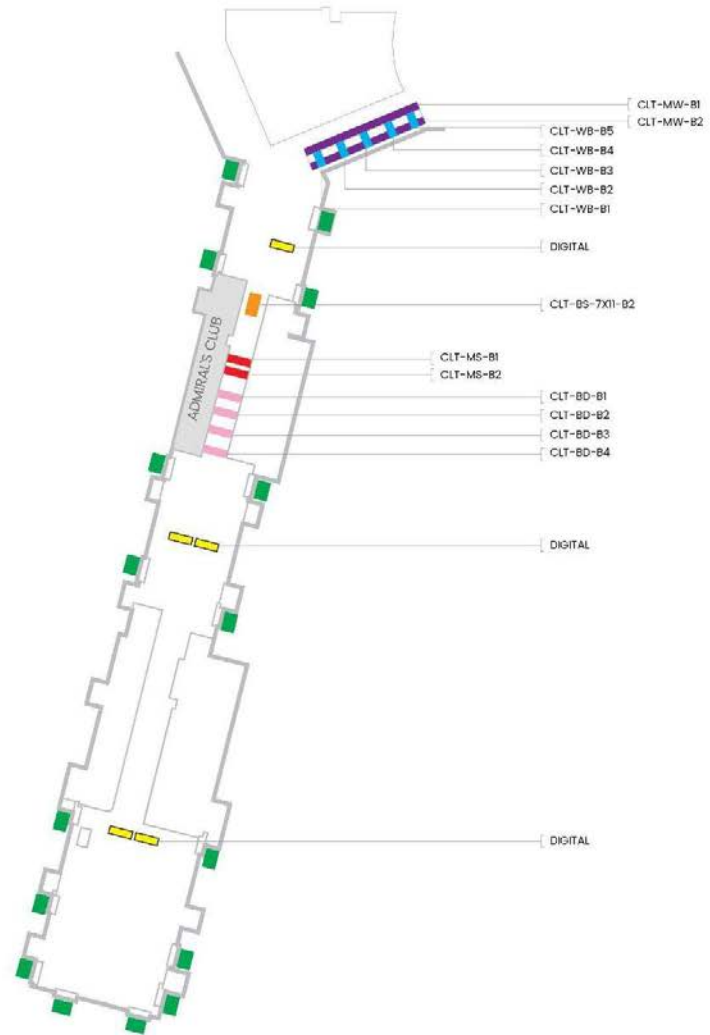 CLT-MW-B1
CLT-MW-B2
CLT-WB-B5
CLT-WB-B4
CLT-WB-B3
CLT-WB-B2
CLT-WB-B1
DIGITAL
CLT-BS-7X11-B2
ADMIRAL'S CLUB
CLT-MS-B1
CLT-MS-B2
CLT-BD-B1
CLT-BD-B2
CLT-BD-B3
CLT-BD-B4
DIGITAL
DIGITAL